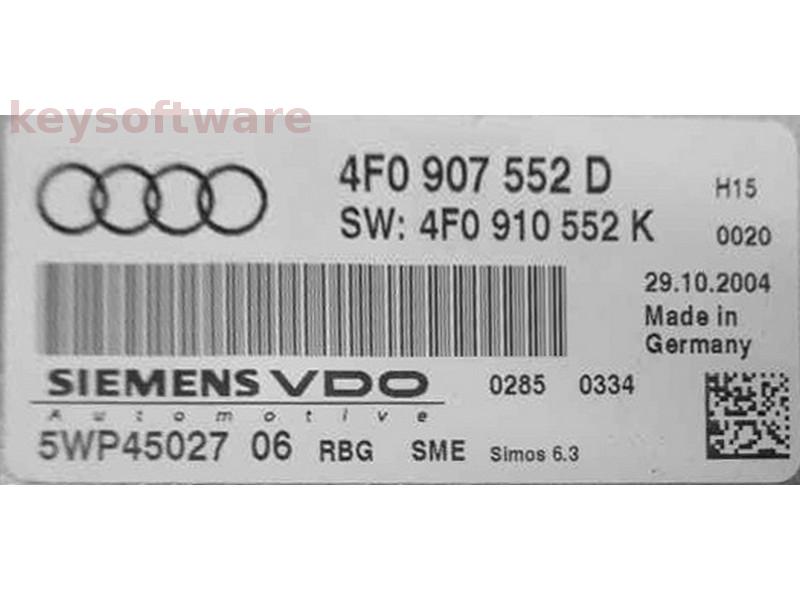 keysoftware
4F0 907 552 D
H15
SW: 4F0 910 552 K
0020
29.10.2004
Made in
Germany
SIEMENS VDO
Automotive
0285 0334
5WP45027 06 RBG SME Simos 6.3